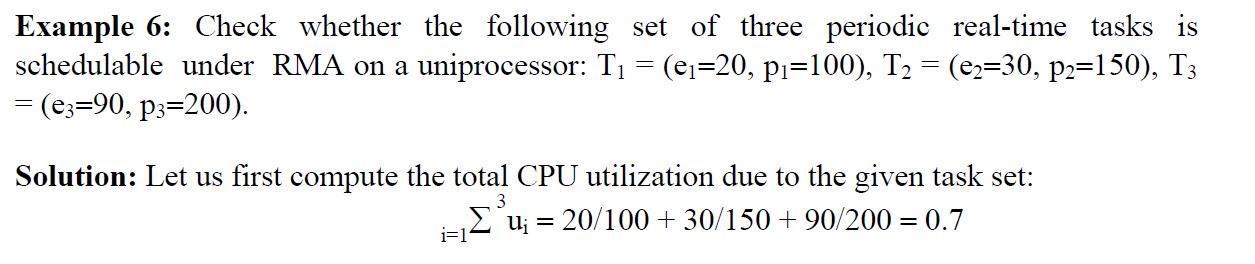 Example 6: Check whether the following set of three periodic real-time tasks is
schedulable under RMA on a uniprocessor: T₁ = (e₁=20, p₁=100), T₂ = (e₂=30, p₂=150), T₃
= (e₃=90, p₃=200).
Solution: Let us first compute the total CPU utilization due to the given task set:
ᵢ₌₁Σ³uᵢ = 20/100 + 30/150 + 90/200 = 0.7